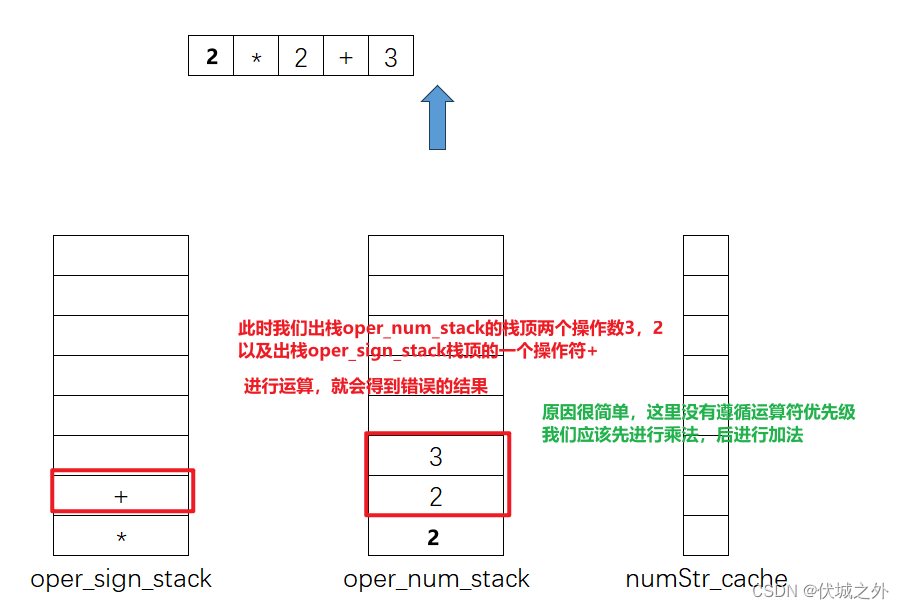 2 * 2 + 3
此时我们出栈oper_num_stack的栈顶两个操作数3，2
以及出栈oper_sign_stack栈顶的一个操作符+
进行运算，就会得到错误的结果
原因很简单，这里没有遵循运算符优先级
我们应该先进行乘法，后进行加法
3
+ 2
* 2
oper_sign_stack oper_num_stack numStr_cache
CSDN @伏城之外